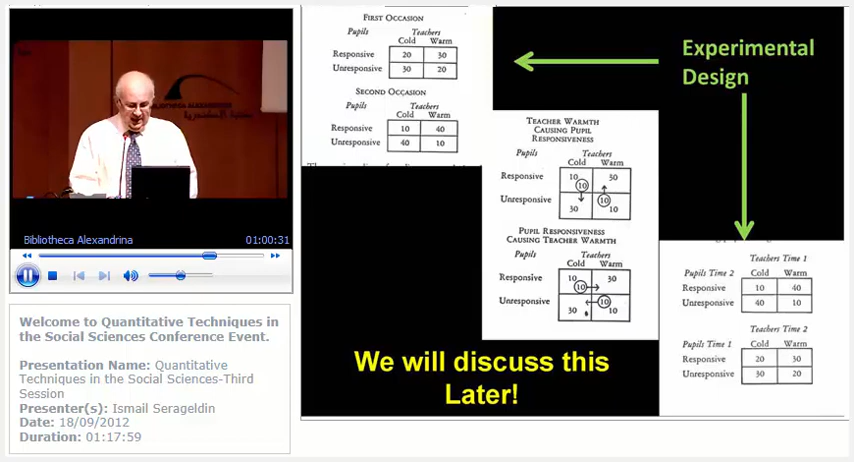 BIBLIOTHECA ALEXANDRINA
Bibliotheca Alexandrina 01:00:31
Welcome to Quantitative Techniques in
the Social Sciences Conference Event.
Presentation Name: Quantitative
Techniques in the Social Sciences-Third
Session
Presenter(s): Ismail Serageldin
Date: 18/09/2012
Duration: 01:17:59
FIRST OCCASION
Pupils Teachers
Cold Warm
Responsive 20 30
Unresponsive 30 20
SECOND OCCASION
Pupils Teachers
Cold Warm
Responsive 10 40
Unresponsive 40 10
Experimental
Design
TEACHER WARMTH
CAUSING PUPIL
RESPONSIVENESS
Pupils Teachers
Cold Warm
Responsive 10 30
10
Unresponsive 10
30 10
PUPIL RESPONSIVENESS
CAUSING TEACHER WARMTH
Pupils Teachers
Cold Warm
Responsive 10 30
10
Unresponsive 10
30 10
Teachers Time 1
Pupils Time 2 Cold Warm
Responsive 10 40
Unresponsive 40 10
Teachers Time 2
Pupils Time 1 Cold Warm
Responsive 20 30
Unresponsive 30 20
We will discuss this
Later!